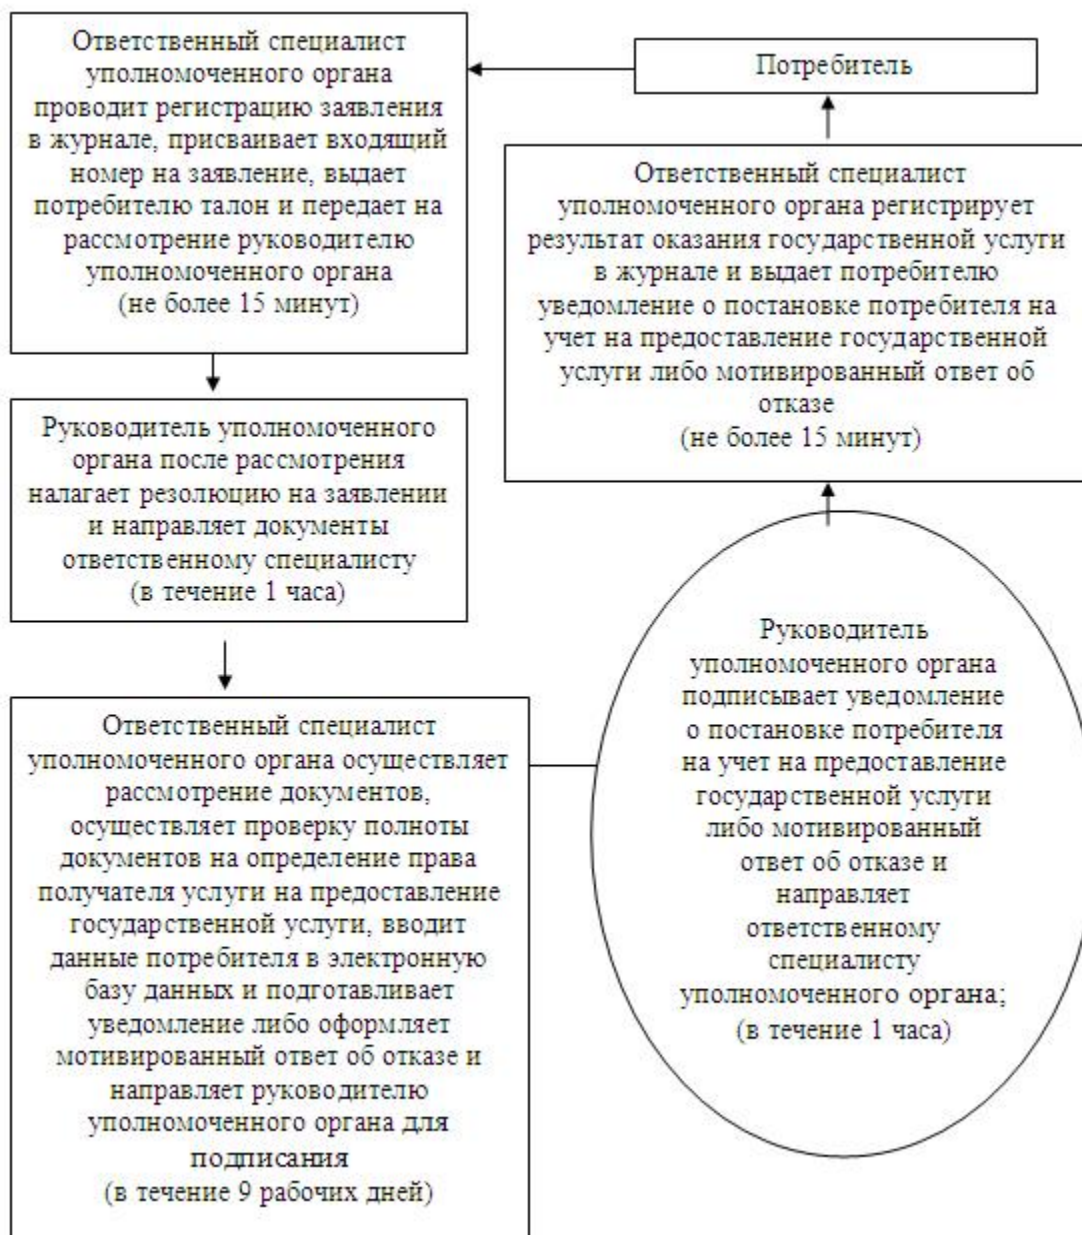 Ответственный специалист
уполномоченного органа
проводит регистрацию заявления
в журнале, присваивает входящий
номер на заявление, выдает
потребителю талон и передает на
рассмотрение руководителю
уполномоченного органа
(не более 15 минут)
Потребитель
Ответственный специалист
уполномоченного органа регистрирует
результат оказания государственной услуги
в журнале и выдает потребителю
уведомление о постановке потребителя на
учет на предоставление государственной
услуги либо мотивированный ответ об
отказе
(не более 15 минут)
Руководитель уполномоченного
органа после рассмотрения
налагает резолюцию на заявлении
и направляет документы
ответственному специалисту
(в течение 1 часа)
Руководитель
уполномоченного органа
подписывает уведомление
о постановке потребителя
на учет на предоставление
государственной услуги
либо мотивированный
ответ об отказе и
направляет
ответственному
специалисту
уполномоченного органа;
(в течение 1 часа)
Ответственный специалист
уполномоченного органа осуществляет
рассмотрение документов,
осуществляет проверку полноты
документов на определение права
получателя услуги на предоставление
государственной услуги, вводит
данные потребителя в электронную
базу данных и подготавливает
уведомление либо оформляет
мотивированный ответ об отказе и
направляет руководителю
уполномоченного органа для
подписания
(в течение 9 рабочих дней)